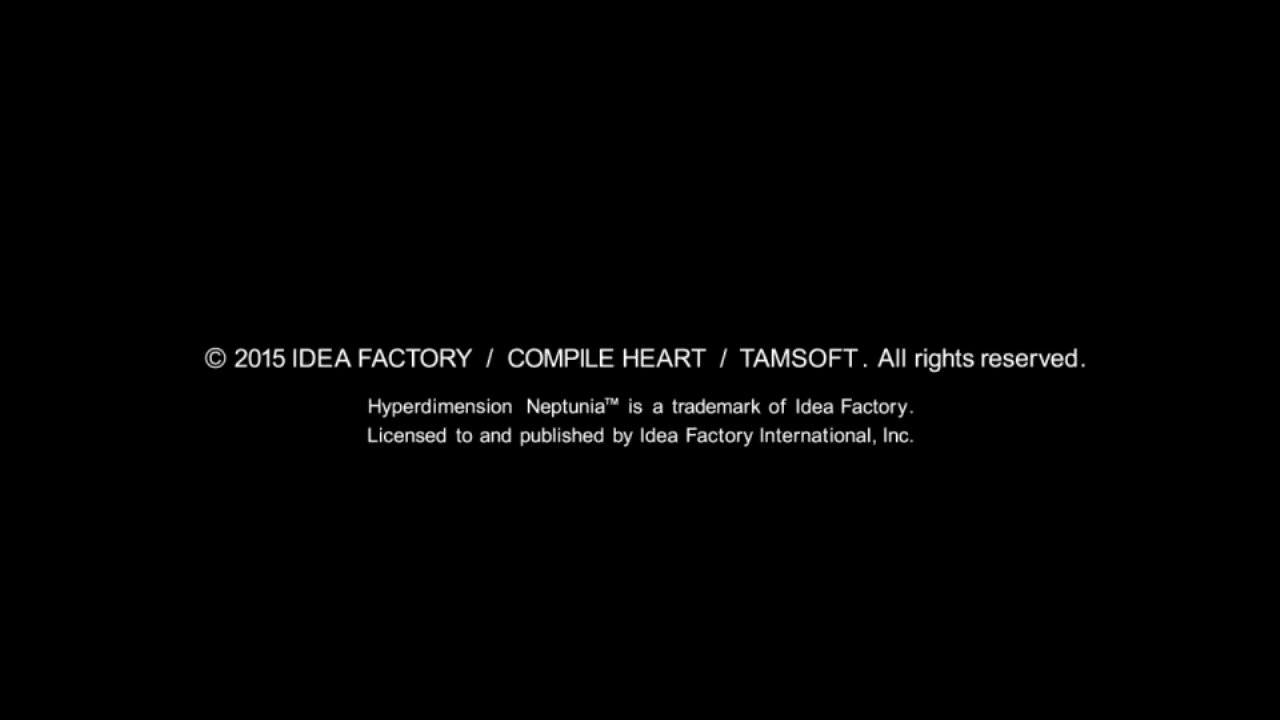 © 2015 IDEA FACTORY / COMPILE HEART / TAMSOFT. All rights reserved.
Hyperdimension Neptunia™ is a trademark of Idea Factory.
Licensed to and published by Idea Factory International, Inc.